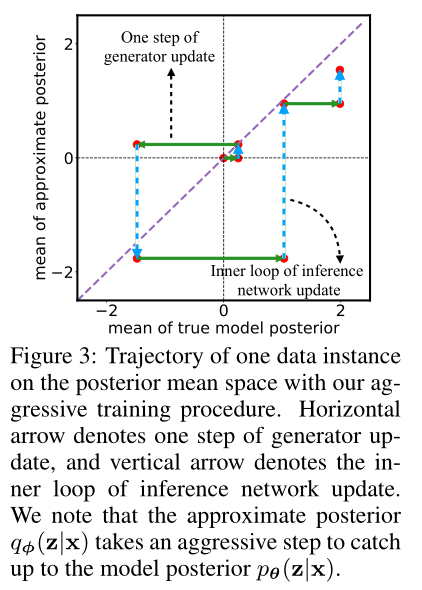 One step of
generator update
2
0
−2
mean of approximate posterior
Inner loop of inference
network update
−2 0 2
mean of true model posterior
Figure 3: Trajectory of one data instance
on the posterior mean space with our ag-
gressive training procedure. Horizontal
arrow denotes one step of generator up-
date, and vertical arrow denotes the in-
ner loop of inference network update.
We note that the approximate posterior
qϕ(z|x) takes an aggressive step to catch
up to the model posterior pθ(z|x).